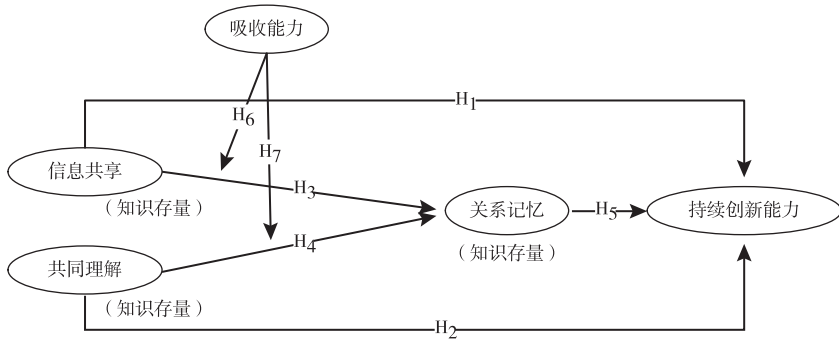 吸收能力
H1
H6
H7
信息共享
H3
(知识存量)
关系记忆
H5
持续创新能力
H4
(知识存量)
共同理解
(知识存量)
H2